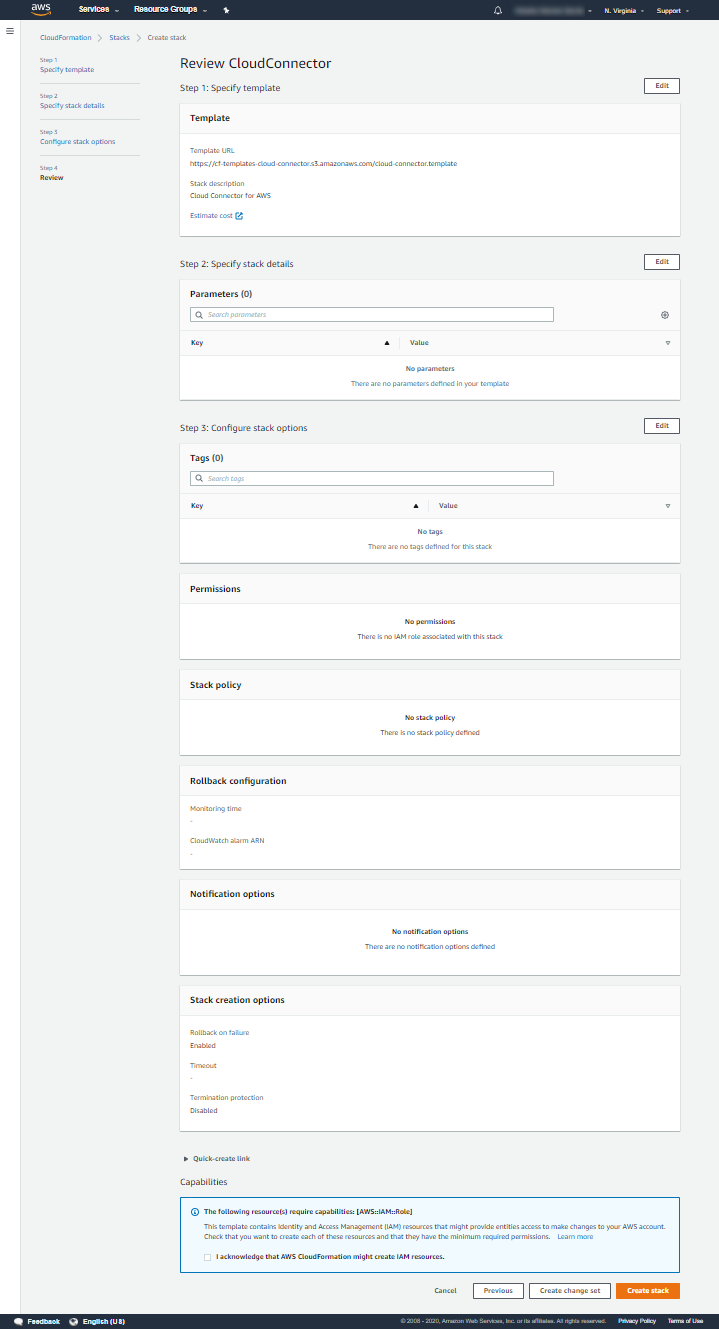 aws Services Resource Groups N. Virginia Support
CloudFormation Stacks Create stack
Step 1
Specify template
Step 2
Specify stack details
Step 3
Configure stack options
Step 4
Review
Review CloudConnector
Step 1: Specify template Edit
Template
Template URL
https://cf-templates-cloud-connector.s3.amazonaws.com/cloud-connector.template
Stack description
Cloud Connector for AWS
Estimate cost
Step 2: Specify stack details Edit
Parameters (0)
Search parameters
Key Value
No parameters
There are no parameters defined in your template
Step 3: Configure stack options Edit
Tags (0)
Search tags
Key Value
No tags
There are no tags defined for this stack
Permissions
No permissions
There is no IAM role associated with this stack
Stack policy
No stack policy
There is no stack policy defined
Rollback configuration
Monitoring time
-
CloudWatch alarm ARN
-
Notification options
No notification options
There are no notification options defined
Stack creation options
Rollback on failure
Enabled
Timeout
-
Termination protection
Disabled
Quick-create link
Capabilities
The following resource(s) require capabilities: [AWS::IAM::Role]
This template contains Identity and Access Management (IAM) resources that might provide entities access to make changes to your AWS account.
Check that you want to create each of these resources and that they have the minimum required permissions. Learn more
I acknowledge that AWS CloudFormation might create IAM resources.
Cancel Previous Create change set Create stack
Feedback English (US) © 2008 - 2020, Amazon Web Services, Inc. or its affiliates. All rights reserved. Privacy Policy Terms of Use